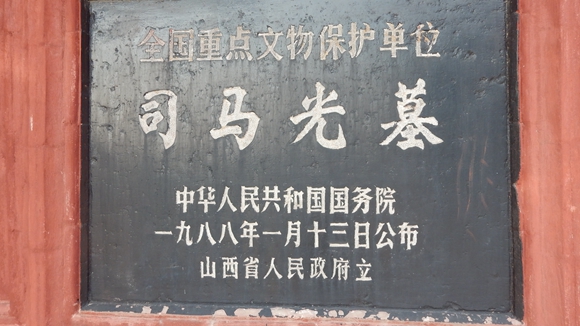 全国重点文物保护单位
司马光墓
中华人民共和国国务院
一九八八年一月十三日公布
山西省人民政府立